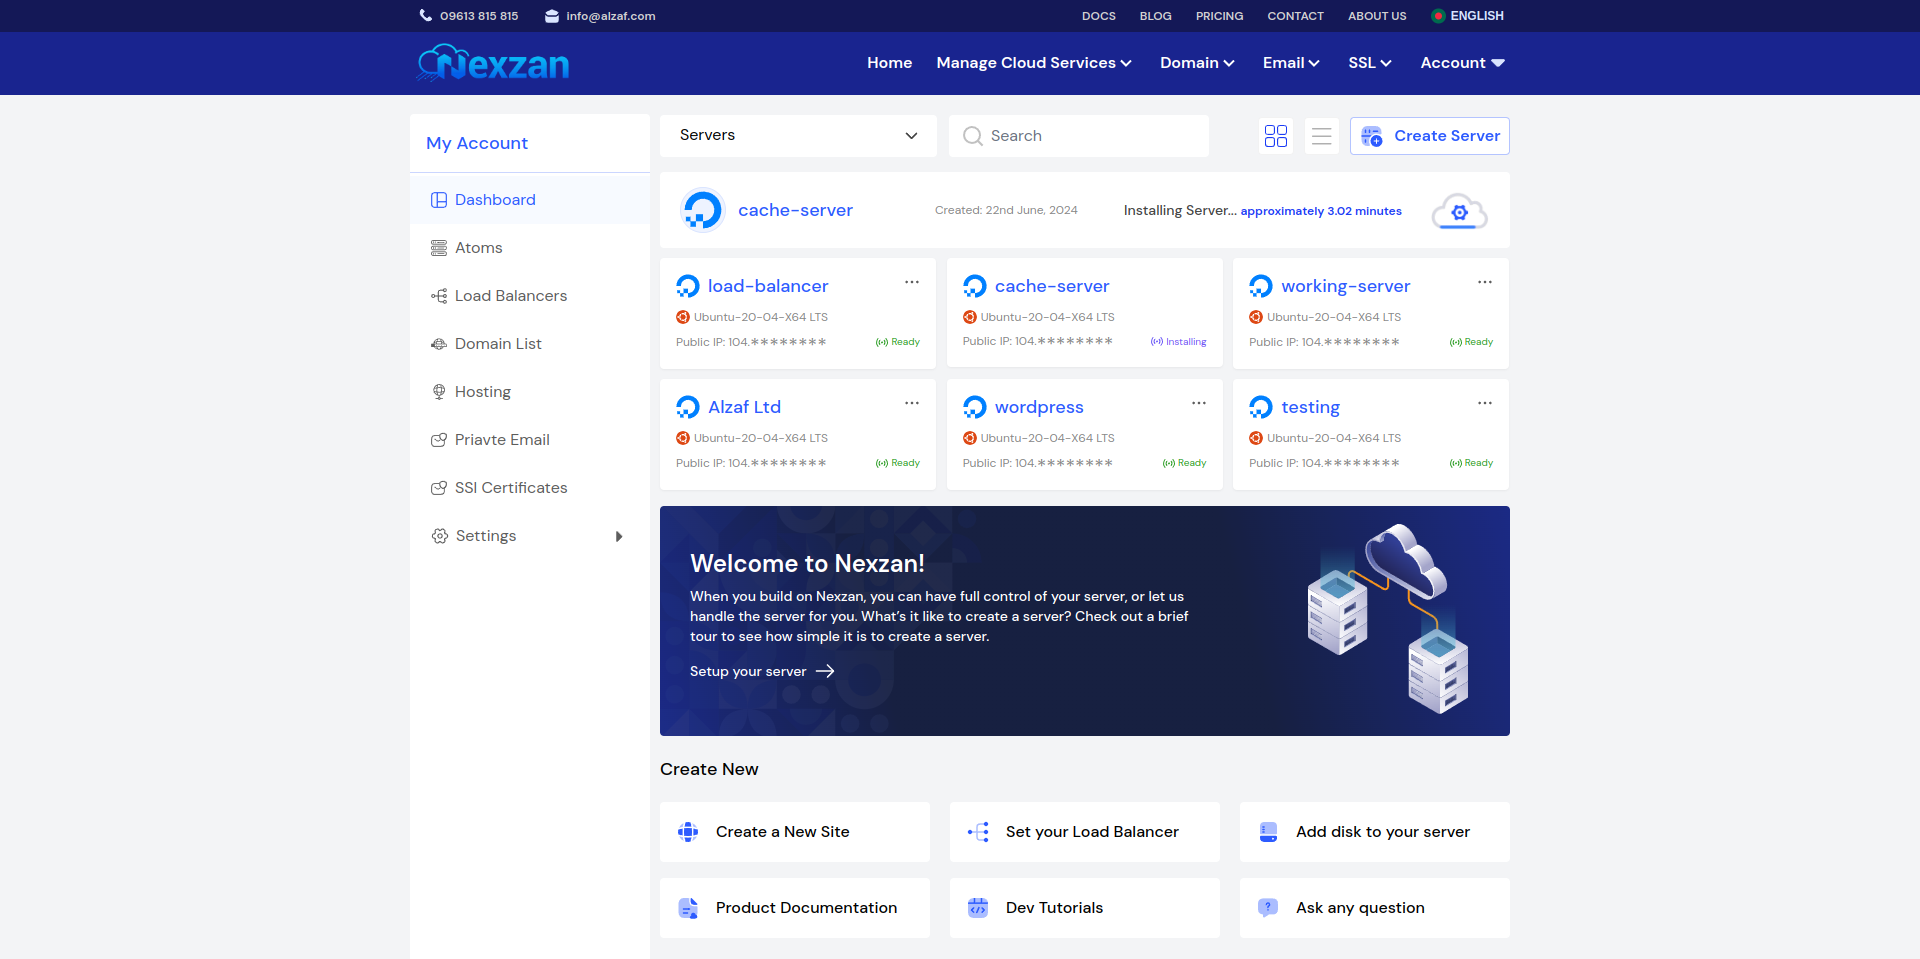 09613 815 815
info@alzaf.com
DOCS
BLOG
PRICING
CONTACT
ABOUT US
ENGLISH
Nexzan
Home
Manage Cloud Services
Domain
Email
SSL
Account
My Account
Dashboard
Atoms
Load Balancers
Domain List
Hosting
Priavte Email
SSl Certificates
Settings
Servers
Search
Create Server
cache-server
Created: 22nd June, 2024
Installing Server... approximately 3.02 minutes
load-balancer
Ubuntu-20-04-X64 LTS
Public IP: 104.********
Ready
cache-server
Ubuntu-20-04-X64 LTS
Public IP: 104.********
Installing
working-server
Ubuntu-20-04-X64 LTS
Public IP: 104.********
Ready
Alzaf Ltd
Ubuntu-20-04-X64 LTS
Public IP: 104.********
Ready
wordpress
Ubuntu-20-04-X64 LTS
Public IP: 104.********
Ready
testing
Ubuntu-20-04-X64 LTS
Public IP: 104.********
Ready
Welcome to Nexzan!
When you build on Nexzan, you can have full control of your server, or let us
handle the server for you. What’s it like to create a server? Check out a brief
tour to see how simple it is to create a server.
Setup your server
Create New
Create a New Site
Set your Load Balancer
Add disk to your server
Product Documentation
Dev Tutorials
Ask any question